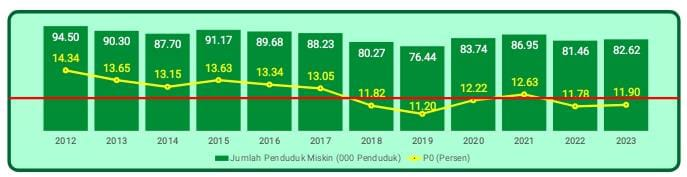 94.50 90.30 87.70 91.17 89.68 88.23 80.27 76.44 83.74 86.95 81.46 82.62
14.34 13.65 13.15 13.63 13.34 13.05 11.82 11.20 12.22 12.63 11.78 11.90
2012 2013 2014 2015 2016 2017 2018 2019 2020 2021 2022 2023
Jumlah Penduduk Miskin (000 Penduduk) P0 (Persen)